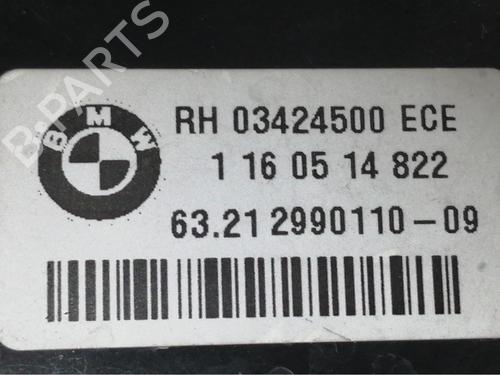 BMW
RH 03424500 ECE
1 16 05 14 822
63.21 2990110-09
B-PARTS